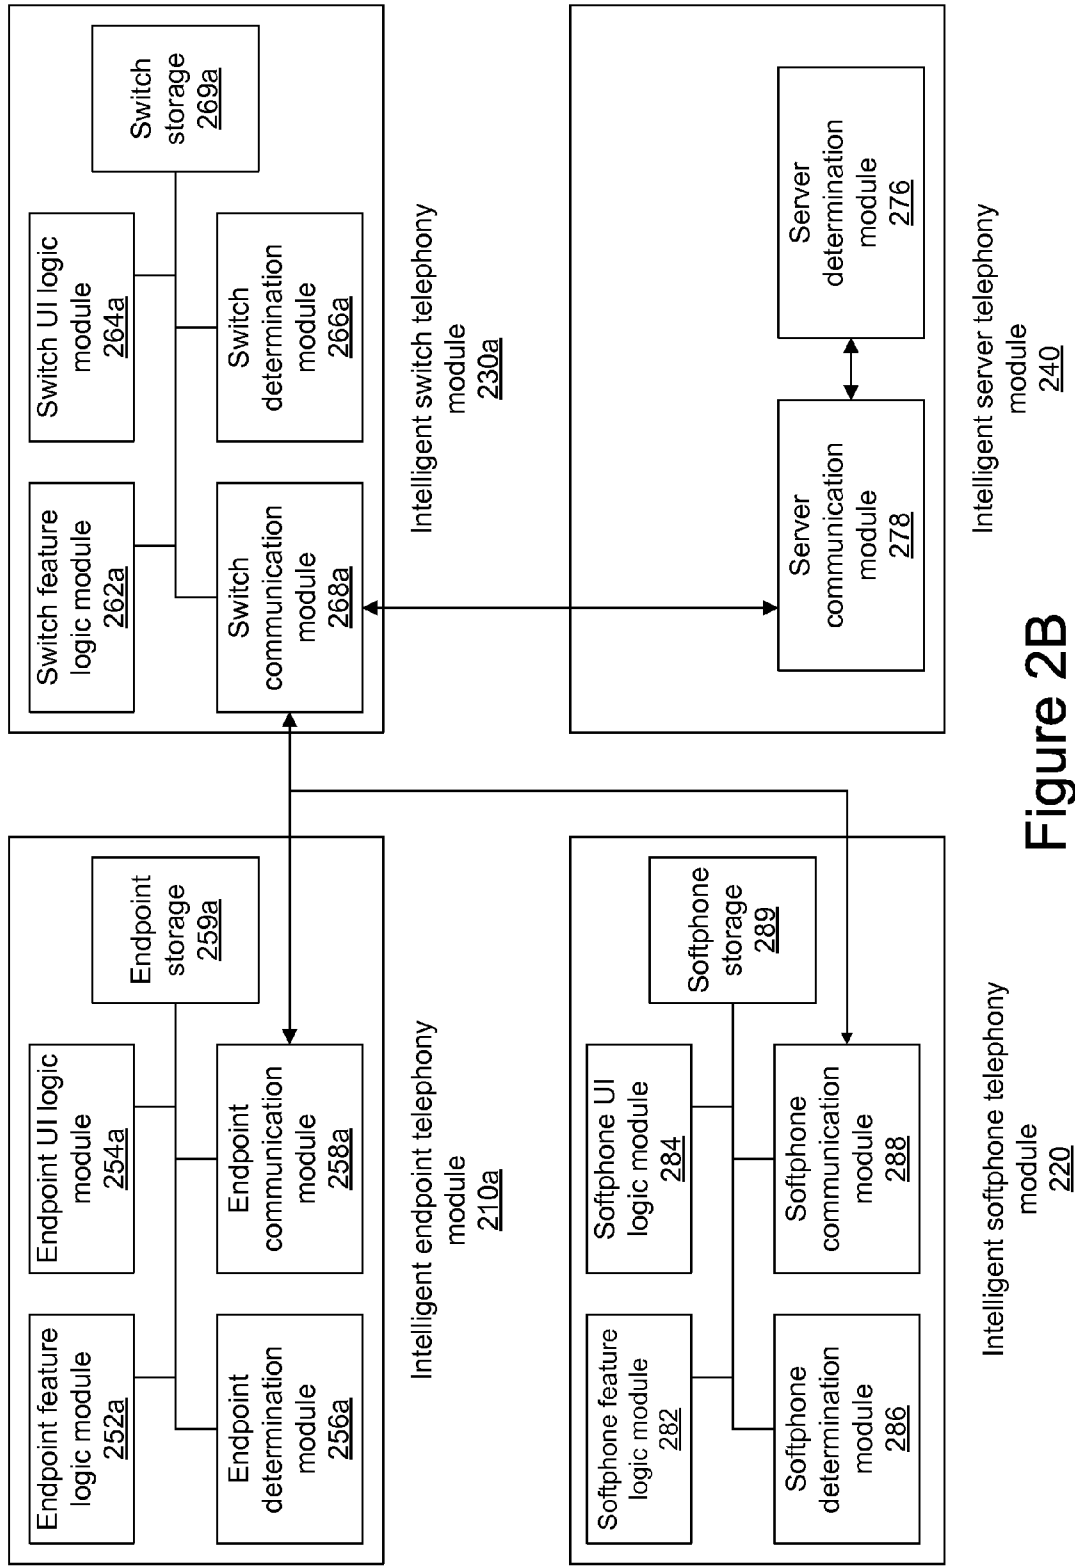 Endpoint feature
logic module
252a
Endpoint UI logic
module
254a
Endpoint
storage
259a
Endpoint
determination
module
256a
Endpoint
communication
module
258a
Intelligent endpoint telephony
module
210a
Switch feature
logic module
262a
Switch UI logic
module
264a
Switch
storage
269a
Switch
communication
module
268a
Switch
determination
module
266a
Intelligent switch telephony
module
230a
Softphone feature
logic module
282
Softphone UI
logic module
284
Softphone
storage
289
Softphone
determination
module
286
Softphone
communication
module
288
Intelligent softphone telephony
module
220
Server
communication
module
278
Server
determination
module
276
Intelligent server telephony
module
240
Figure 2B